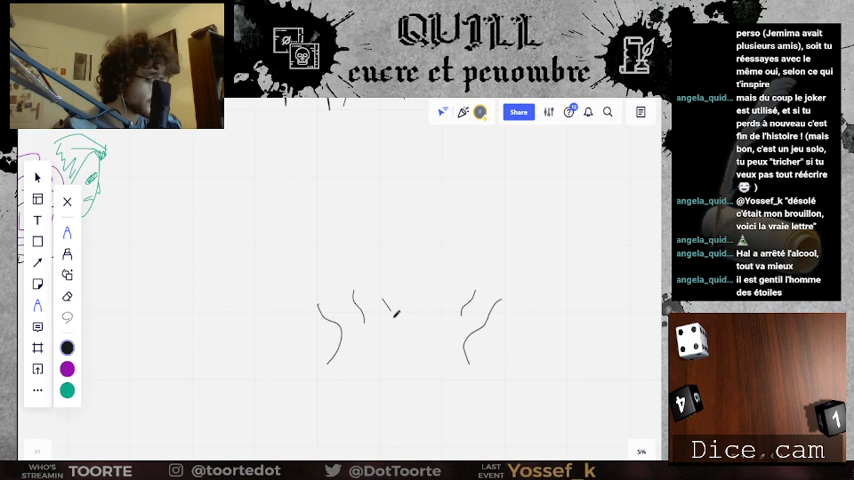 QUILL
encre et penombre
perso (Jemima avait
plusieurs amis), soit tu
réessayes avec le
même oui, selon ce qui
t'inspire
angela_quid... mais du coup le joker
est utilisé, et si tu
perds à nouveau c'est
fin de l'histoire ! (mais
bon, c'est un jeu solo,
tu peux "tricher" si tu
veux pas tout réécrire
)
angela_quid... @Yossef_k "désolé
c'était mon brouillon,
voici la vraie lettre"
angela_quid...
angela_quid... Hal a arrêté l'alcool,
tout va mieux
angela_quid... il est gentil l'homme
des étoiles
Share
T
5%
4
1
Dice.cam
WHO'S
STREAMIN
TOORTE
@toortedot
@DotToorte
LAST
EVENT
Yossef_k